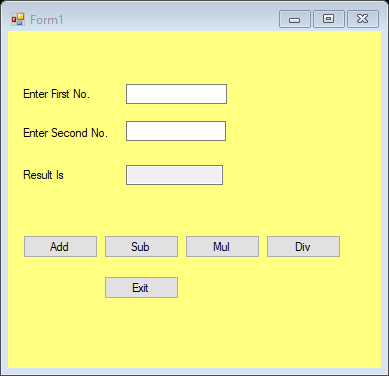 Form1
Enter First No.
Enter Second No.
Result Is
Add Sub Mul Div
Exit